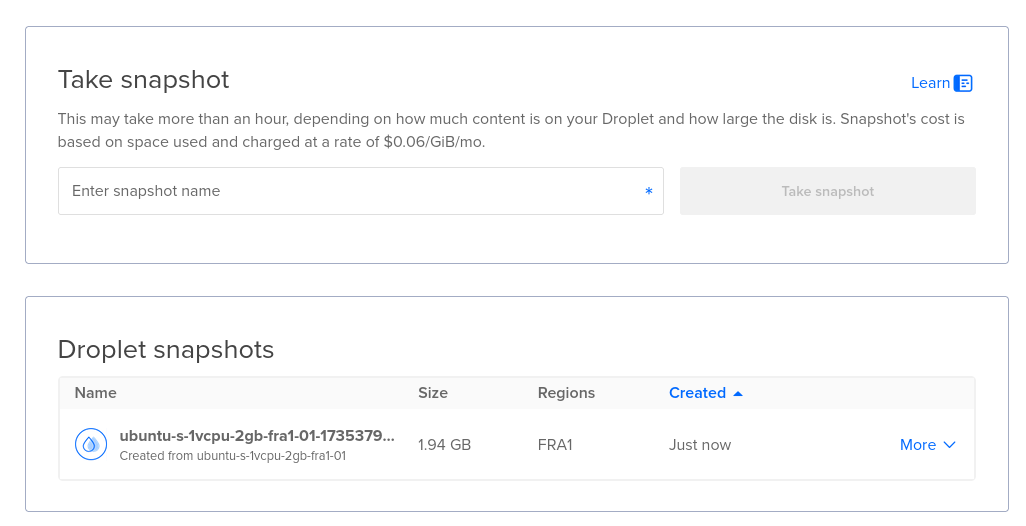 Take snapshot
Learn
This may take more than an hour, depending on how much content is on your Droplet and how large the disk is. Snapshot's cost is
based on space used and charged at a rate of $0.06/GiB/mo.
Enter snapshot name *
Take snapshot
Droplet snapshots
Name Size Regions Created
ubuntu-s-1vcpu-2gb-fra1-01-1735379... 1.94 GB FRA1 Just now More
Created from ubuntu-s-1vcpu-2gb-fra1-01